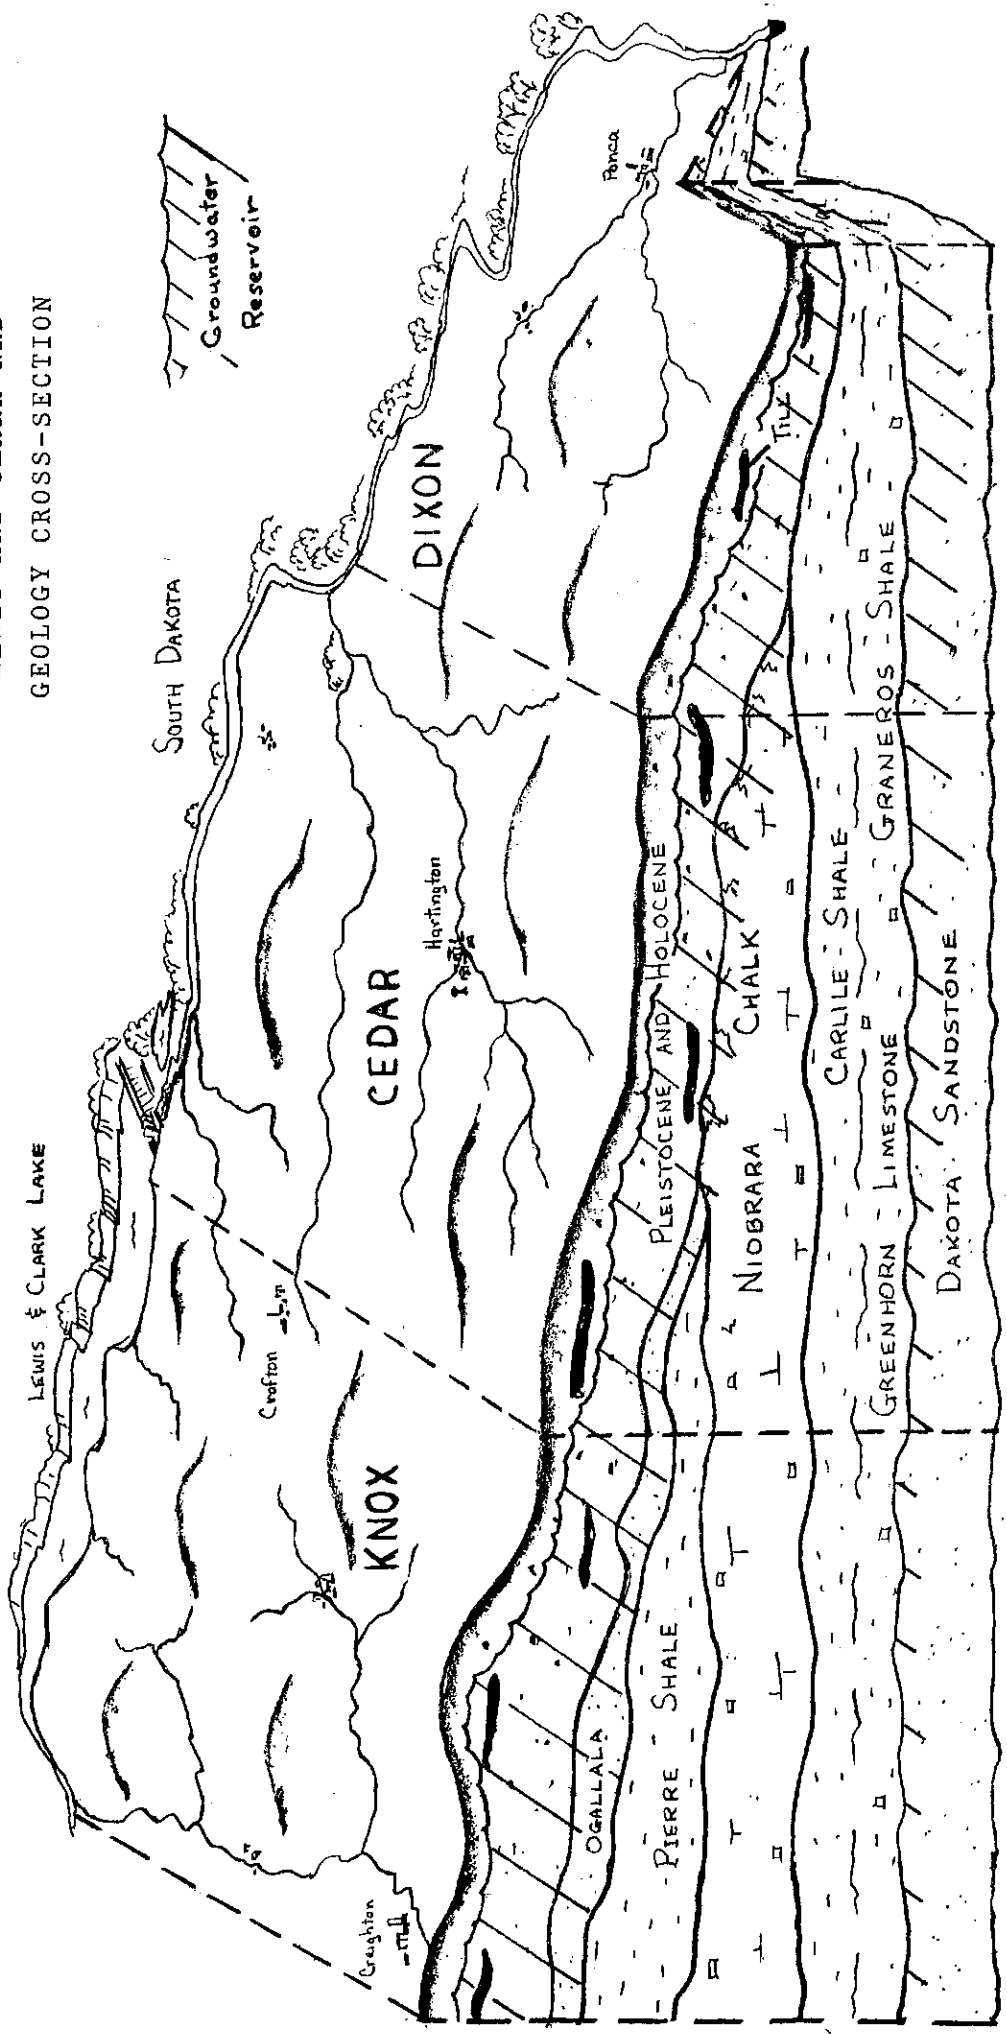 GEOLOGY CROSS-SECTION
Groundwater
Reservoir
SOUTH DAKOTA
LEWIS & CLARK LAKE
DIXON
Ponca
CEDAR
Hartington
Crofton
KNOX
Creighton
TILL
PLEISTOCENE AND HOLOCENE
OGALLALA
PIERRE SHALE
NIOBRARA CHALK
CARLILE - SHALE
GREENHORN LIMESTONE
GRANEROS - SHALE
DAKOTA SANDSTONE